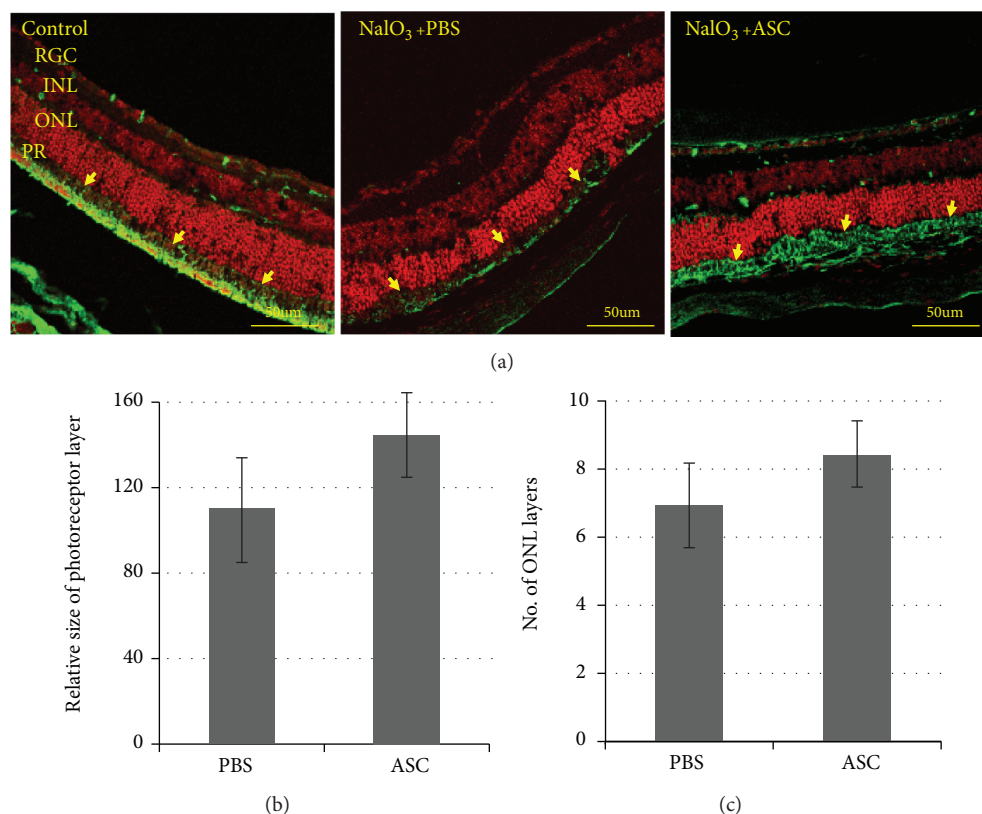 Control
RGC
INL
ONL
PR
50um
NaIO₃ +PBS
50um
NaIO₃ +ASC
50um
(a)
Relative size of photoreceptor layer
160
120
80
40
0
PBS
ASC
(b)
No. of ONL layers
10
8
6
4
2
0
PBS
ASC
(c)